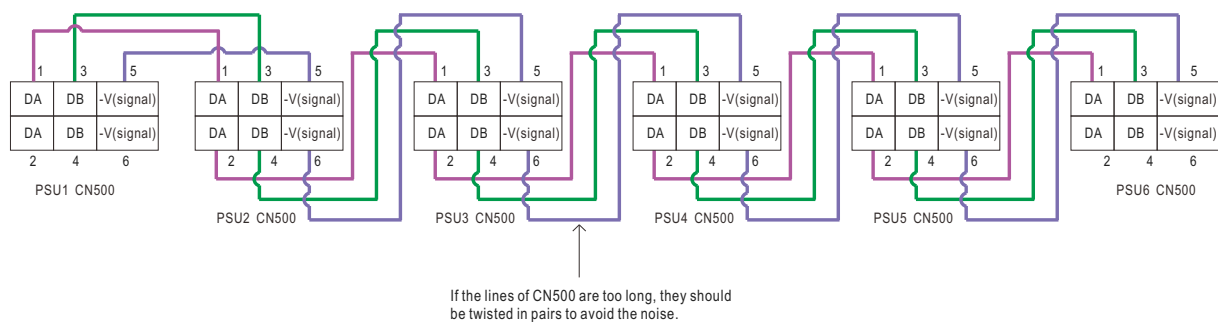 1 3 5 1 3 5 1 3 5 1 3 5 1 3 5 1 3 5
DA DB -V(signal) DA DB -V(signal) DA DB -V(signal) DA DB -V(signal) DA DB -V(signal) DA DB -V(signal)
DA DB -V(signal) DA DB -V(signal) DA DB -V(signal) DA DB -V(signal) DA DB -V(signal) DA DB -V(signal)
2 4 6 2 4 6 2 4 6 2 4 6 2 4 6 2 4 6
PSU1 CN500 PSU2 CN500 PSU3 CN500 PSU4 CN500 PSU5 CN500 PSU6 CN500
If the lines of CN500 are too long, they should
be twisted in pairs to avoid the noise.